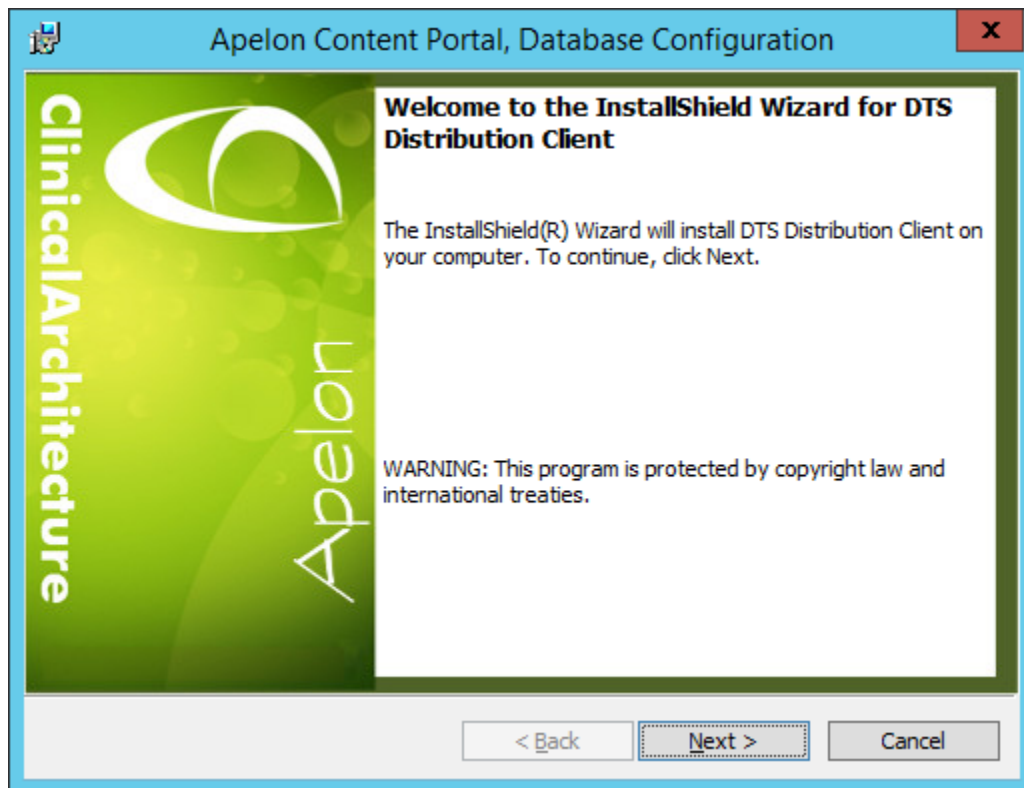 Apelon Content Portal, Database Configuration
x
ClinicalArchitecture
Apelon
Welcome to the InstallShield Wizard for DTS
Distribution Client
The InstallShield(R) Wizard will install DTS Distribution Client on
your computer. To continue, click Next.
WARNING: This program is protected by copyright law and
international treaties.
< Back
Next >
Cancel